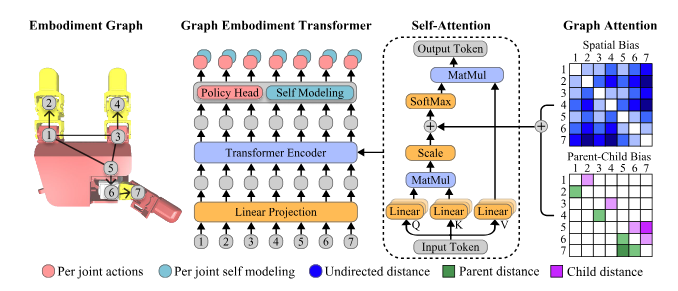 Embodiment Graph
Graph Embodiment Transformer
Self-Attention
Graph Attention
2
4
1
3
5
6
7
Policy Head
Self Modeling
Transformer Encoder
Linear Projection
1 2 3 4 5 6 7
Output Token
MatMul
SoftMax
+
Scale
MatMul
Linear
Linear
Linear
Q
K
V
Input Token
+
Spatial Bias
1 2 3 4 5 6 7
1
2
3
4
5
6
7
Parent-Child Bias
1 2 3 4 5 6 7
1
2
3
4
5
6
7
Per joint actions
Per joint self modeling
Undirected distance
Parent distance
Child distance